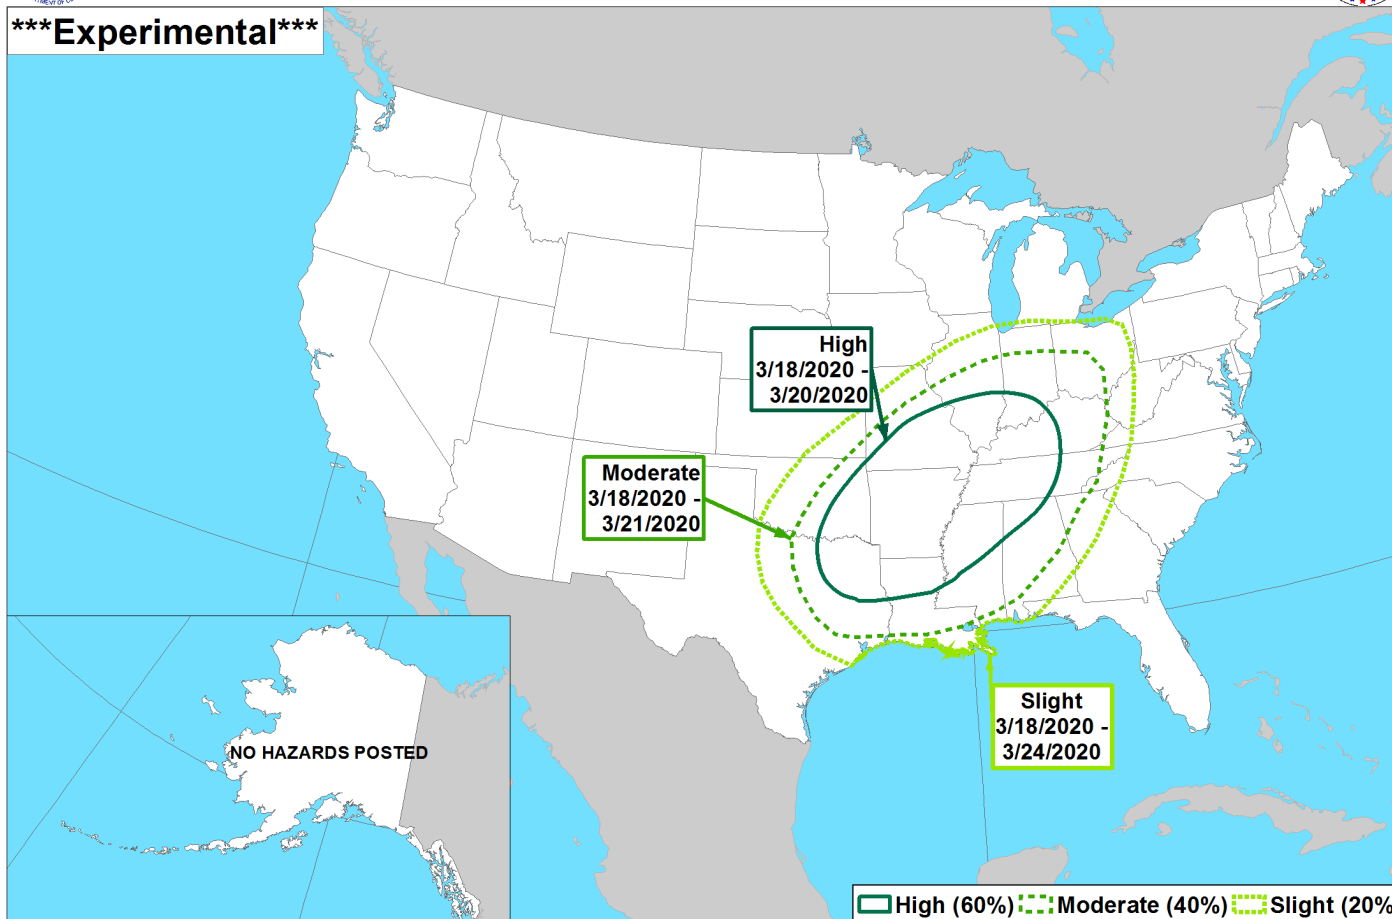 ***Experimental***
High
3/18/2020 -
3/20/2020
Moderate
3/18/2020 -
3/21/2020
Slight
3/18/2020 -
3/24/2020
NO HAZARDS POSTED
High (60%) Moderate (40%) Slight (20%